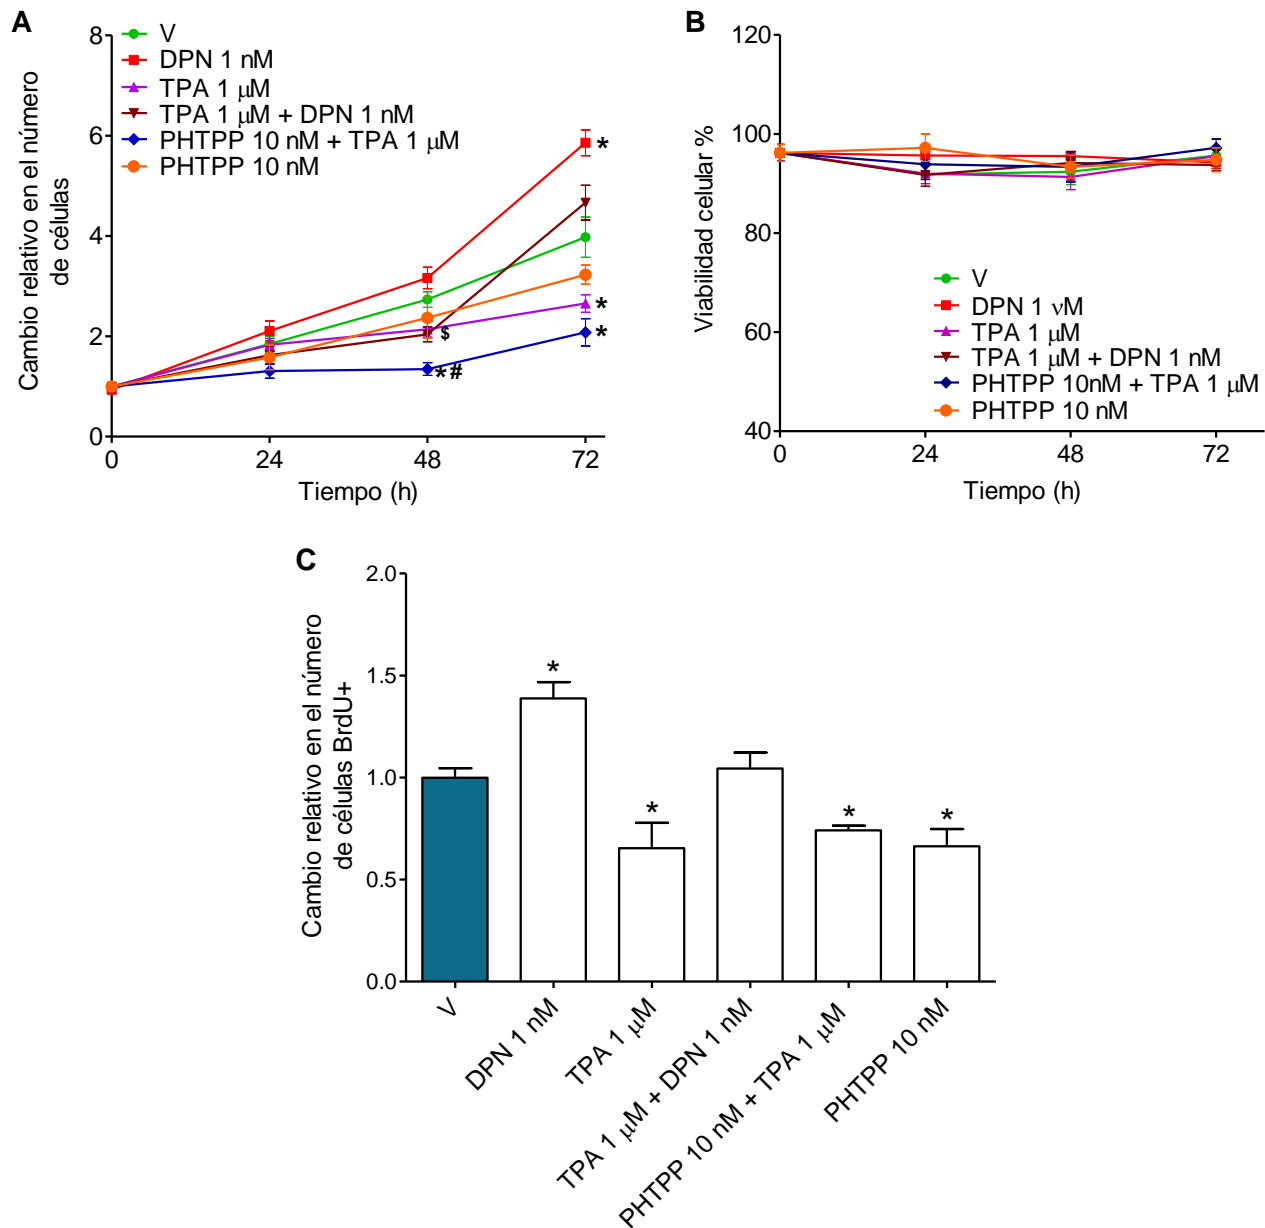 A
Cambio relativo en el número
de células
8
6
4
2
0
V
DPN 1 nM
TPA 1 μM
TPA 1 μM + DPN 1 nM
PHTPP 10 nM + TPA 1 μM
PHTPP 10 nM
*
$
*
*
*#
0
24
48
72
Tiempo (h)
B
Viabilidad celular %
120
100
80
60
40
V
DPN 1 νM
TPA 1 μM
TPA 1 μM + DPN 1 nM
PHTPP 10nM + TPA 1 μM
PHTPP 10 nM
0
24
48
72
Tiempo (h)
C
Cambio relativo en el número
de células BrdU+
2.0
1.5
1.0
0.5
0.0
*
*
*
*
V
DPN 1 nM
TPA 1 μM
TPA 1 μM + DPN 1 nM
PHTPP 10 nM + TPA 1 μM
PHTPP 10 nM